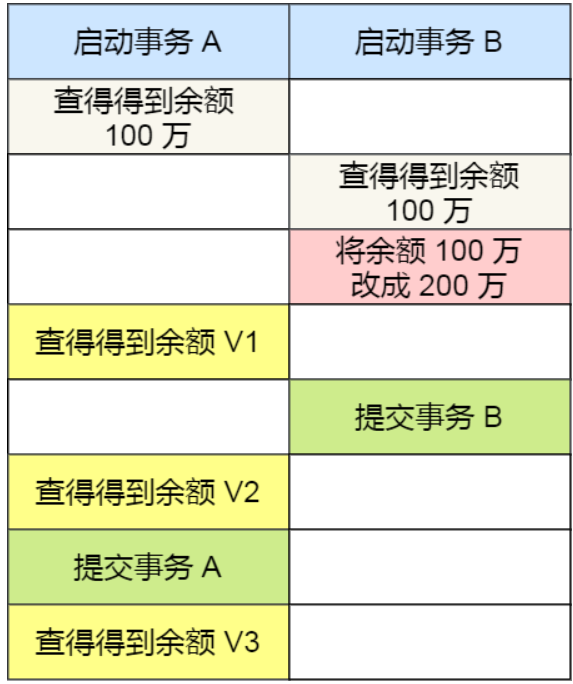 启动事务 A
启动事务 B
查得得到余额
100 万
查得得到余额
100 万
将余额 100 万
改成 200 万
查得得到余额 V1
提交事务 B
查得得到余额 V2
提交事务 A
查得得到余额 V3